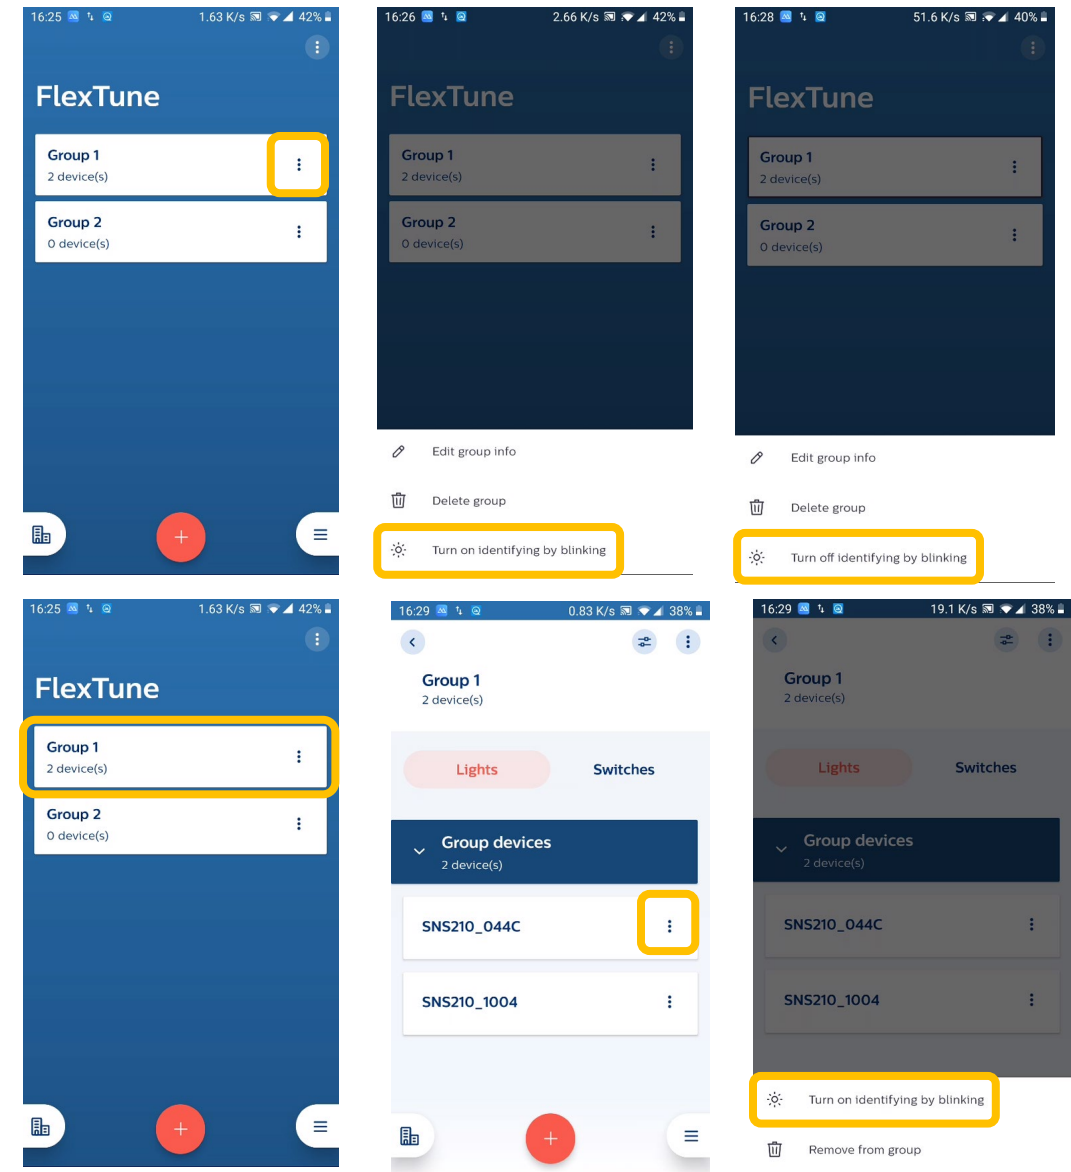 16:25 1.63 K/s 42%
FlexTune
Group 1
2 device(s)
Group 2
0 device(s)
16:26 2.66 K/s 42%
FlexTune
Group 1
2 device(s)
Group 2
0 device(s)
Edit group info
Delete group
Turn on identifying by blinking
16:28 51.6 K/s 40%
FlexTune
Group 1
2 device(s)
Group 2
0 device(s)
Edit group info
Delete group
Turn off identifying by blinking
16:25 1.63 K/s 42%
FlexTune
Group 1
2 device(s)
Group 2
0 device(s)
16:29 0.83 K/s 38%
Group 1
2 device(s)
Lights Switches
Group devices
2 device(s)
SNS210_044C
SNS210_1004
16:29 19.1 K/s 38%
Group 1
2 device(s)
Lights Switches
Group devices
2 device(s)
SNS210_044C
SNS210_1004
Turn on identifying by blinking
Remove from group